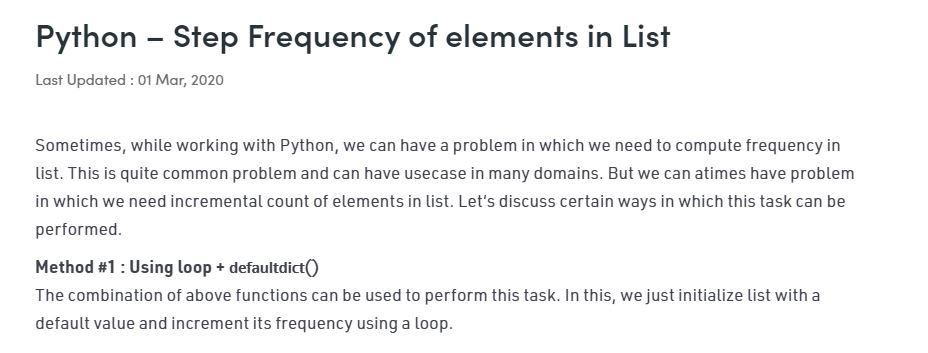 Python – Step Frequency of elements in List
Last Updated : 01 Mar, 2020
Sometimes, while working with Python, we can have a problem in which we need to compute frequency in
list. This is quite common problem and can have usecase in many domains. But we can atimes have problem
in which we need incremental count of elements in list. Let’s discuss certain ways in which this task can be
performed.
Method #1 : Using loop + defaultdict()
The combination of above functions can be used to perform this task. In this, we just initialize list with a
default value and increment its frequency using a loop.